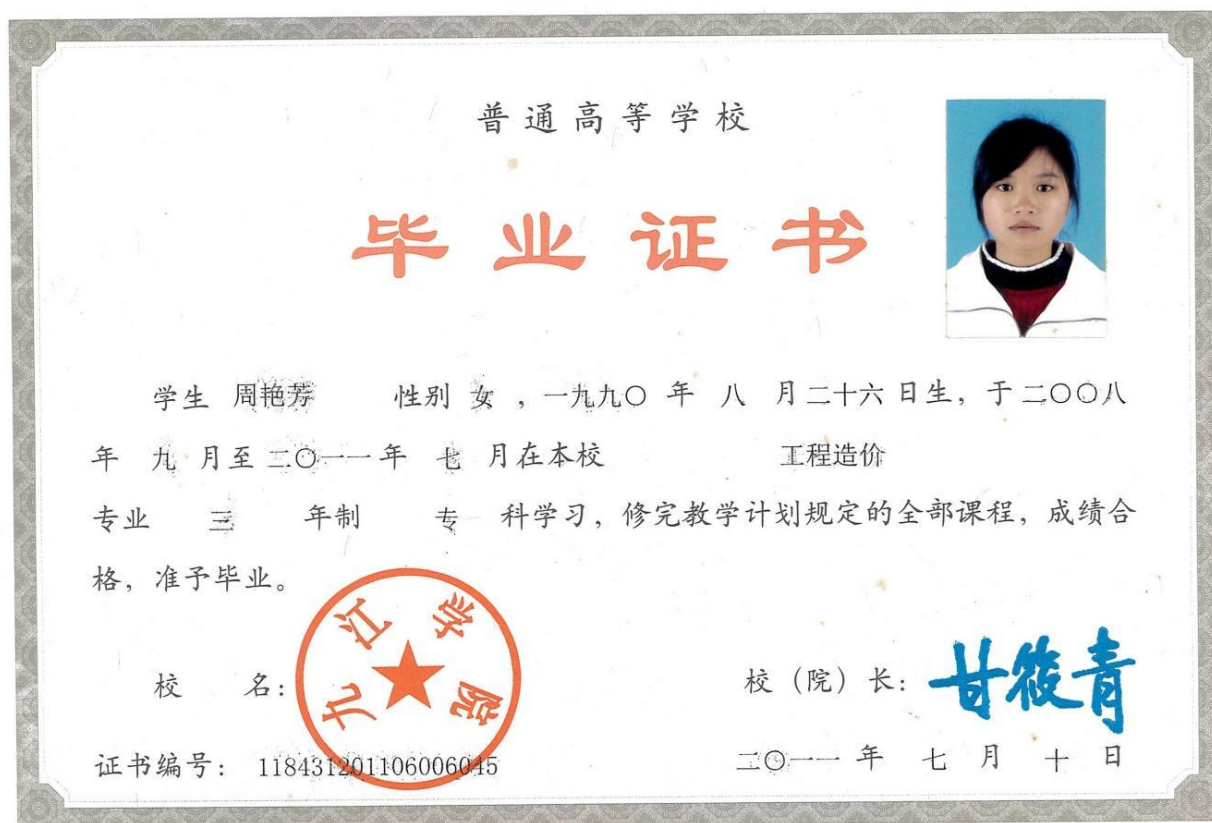 普通高等学校
毕业证书
学生 周艳芳 性别 女 , 一九九〇 年 八 月二十六 日生, 于二〇〇八
年 九 月至 二〇一一 年 七 月在本校 工程造价
专业 三 年制 专 科学习, 修完教学计划规定的全部课程, 成绩合
格, 准予毕业。
九江学院
校 名:
校 (院) 长: 甘筱青
证书编号: 118431201106006045
二〇一一 年 七 月 十 日